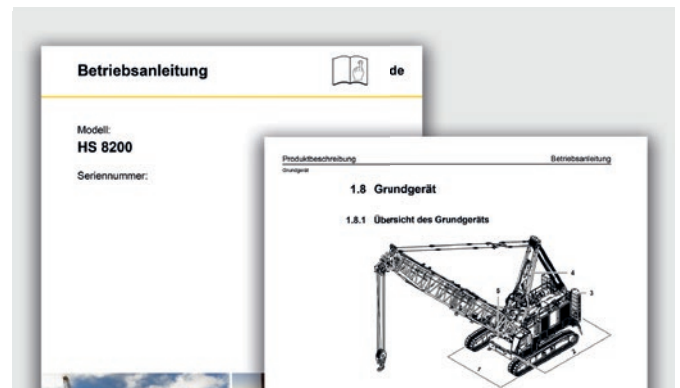 Betriebsanleitung
de
Modell:
HS 8200
Seriennummer:
Produktbeschreibung
Betriebsanleitung
Grundgerät
1.8 Grundgerät
1.8.1 Übersicht des Grundgeräts
4
3
5